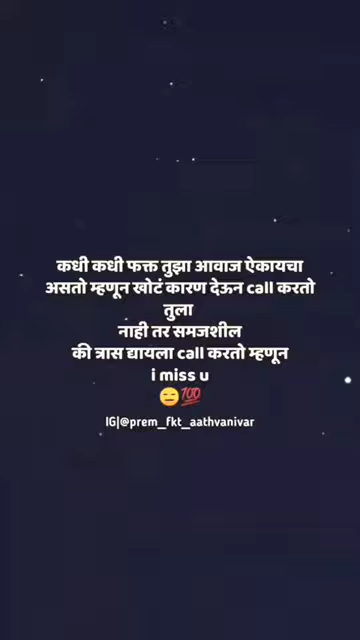 कधी कधी फक्त तुझा आवाज ऐकायचा
असतो म्हणून खोटं कारण देऊन call करतो
तुला
नाही तर समजशील
की त्रास द्यायला call करतो म्हणून
i miss u
😑💯
IG|@prem_fkt_aathvanivar